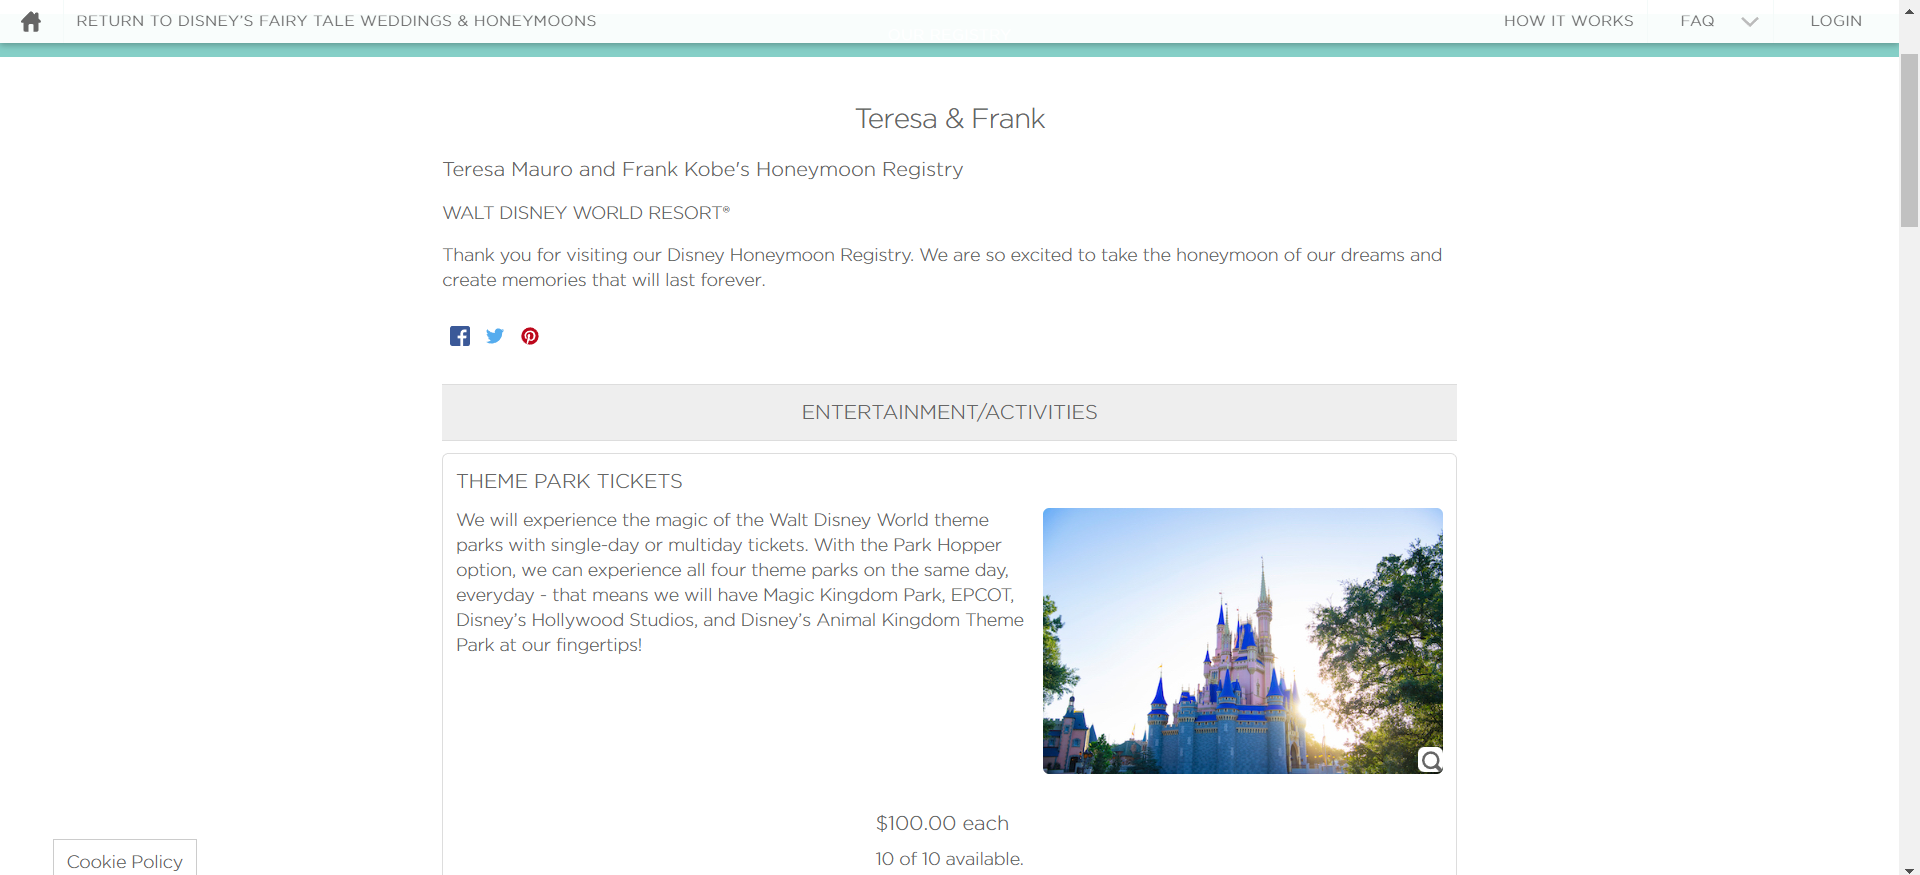 RETURN TO DISNEY’S FAIRY TALE WEDDINGS & HONEYMOONS
HOW IT WORKS
FAQ
LOGIN
Teresa & Frank
Teresa Mauro and Frank Kobe's Honeymoon Registry
WALT DISNEY WORLD RESORT®
Thank you for visiting our Disney Honeymoon Registry. We are so excited to take the honeymoon of our dreams and
create memories that will last forever.
ENTERTAINMENT/ACTIVITIES
THEME PARK TICKETS
We will experience the magic of the Walt Disney World theme
parks with single-day or multiday tickets. With the Park Hopper
option, we can experience all four theme parks on the same day,
everyday - that means we will have Magic Kingdom Park, EPCOT,
Disney’s Hollywood Studios, and Disney’s Animal Kingdom Theme
Park at our fingertips!
$100.00 each
10 of 10 available.
Cookie Policy